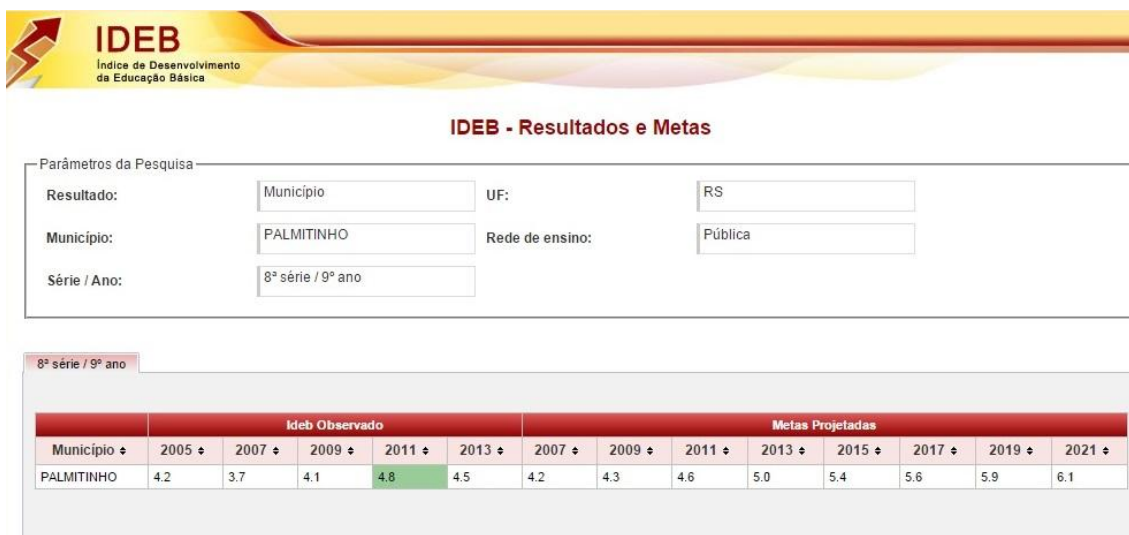 IDEB
Índice de Desenvolvimento
da Educação Básica
IDEB - Resultados e Metas
Parâmetros da Pesquisa
Resultado: Município UF: RS
Município: PALMITINHO Rede de ensino: Pública
Série / Ano: 8ª série / 9º ano
8ª série / 9º ano
Ideb Observado Metas Projetadas
Município 2005 2007 2009 2011 2013 2007 2009 2011 2013 2015 2017 2019 2021
PALMITINHO 4.2 3.7 4.1 4.8 4.5 4.2 4.3 4.6 5.0 5.4 5.6 5.9 6.1